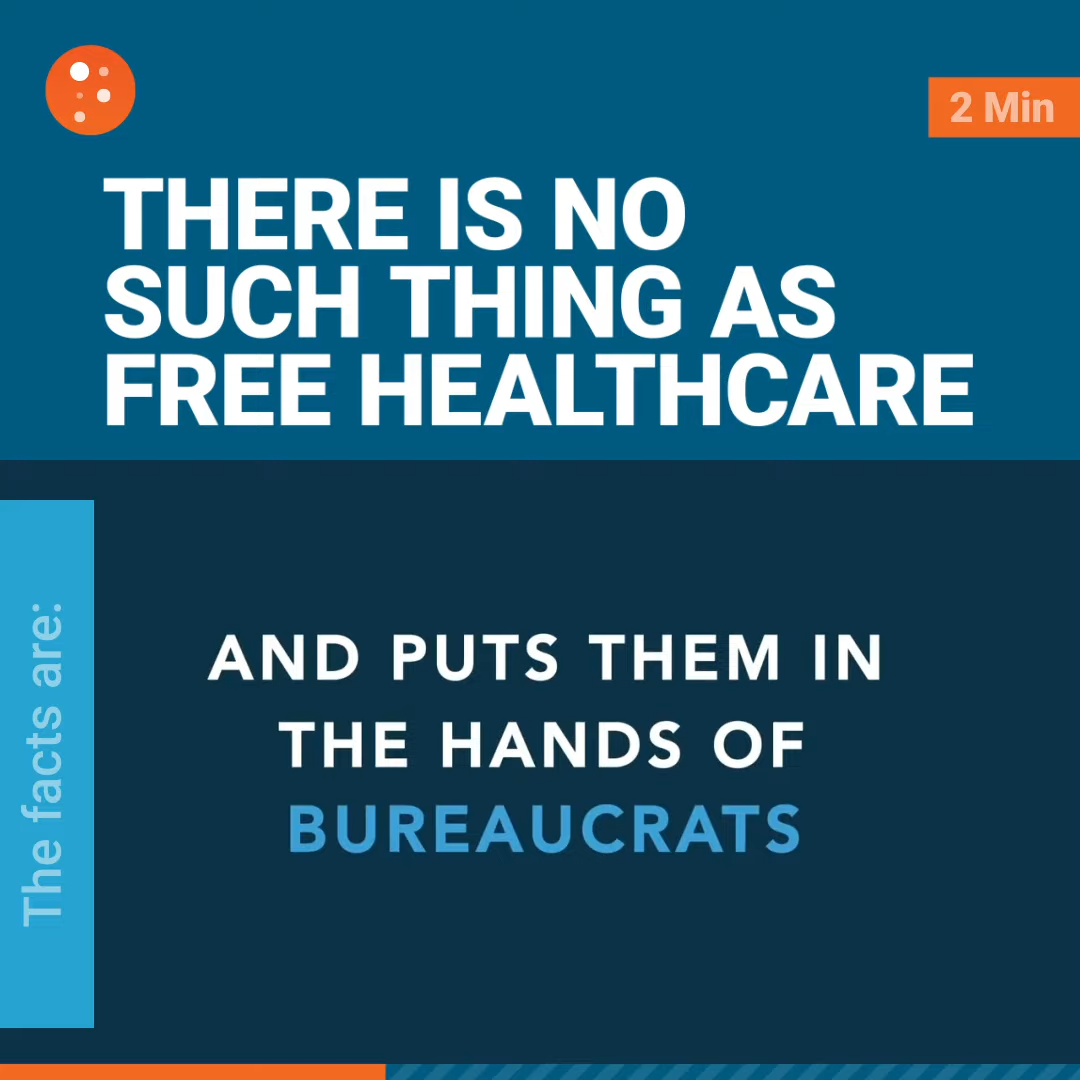 2 Min
THERE IS NO
SUCH THING AS
FREE HEALTHCARE
The facts are:
AND PUTS THEM IN
THE HANDS OF
BUREAUCRATS